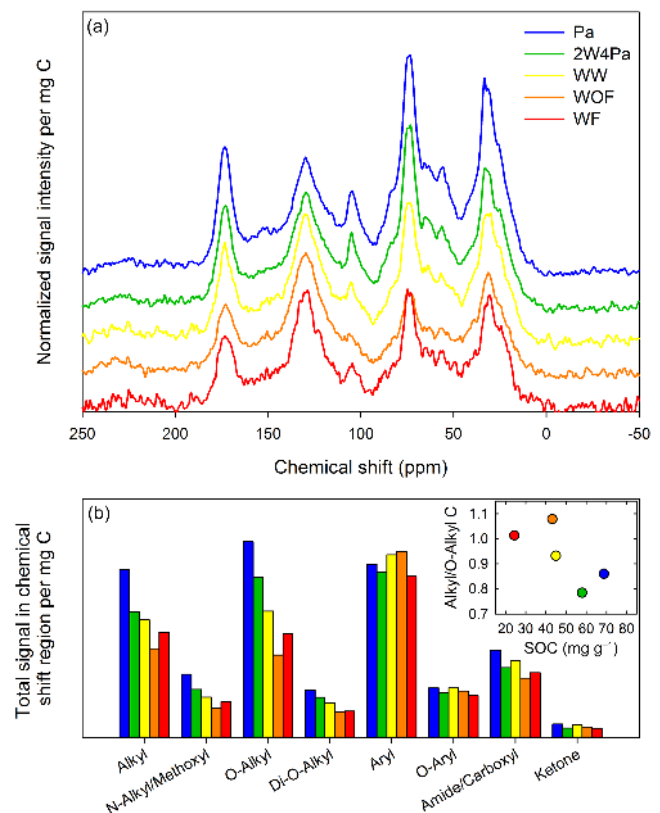 (a)
Pa
2W4Pa
WW
WOF
WF
Normalized signal intensity per mg C
250 200 150 100 50 0 -50
Chemical shift (ppm)
(b)
Total signal in chemical
shift region per mg C
Alkyl/O-Alkyl C
1.1
1.0
0.9
0.8
0.7
20 30 40 50 60 70 80
SOC (mg g⁻¹)
Alkyl
N-Alkyl/Methoxyl
O-Alkyl
Di-O-Alkyl
Aryl
O-Aryl
Amide/Carboxyl
Ketone